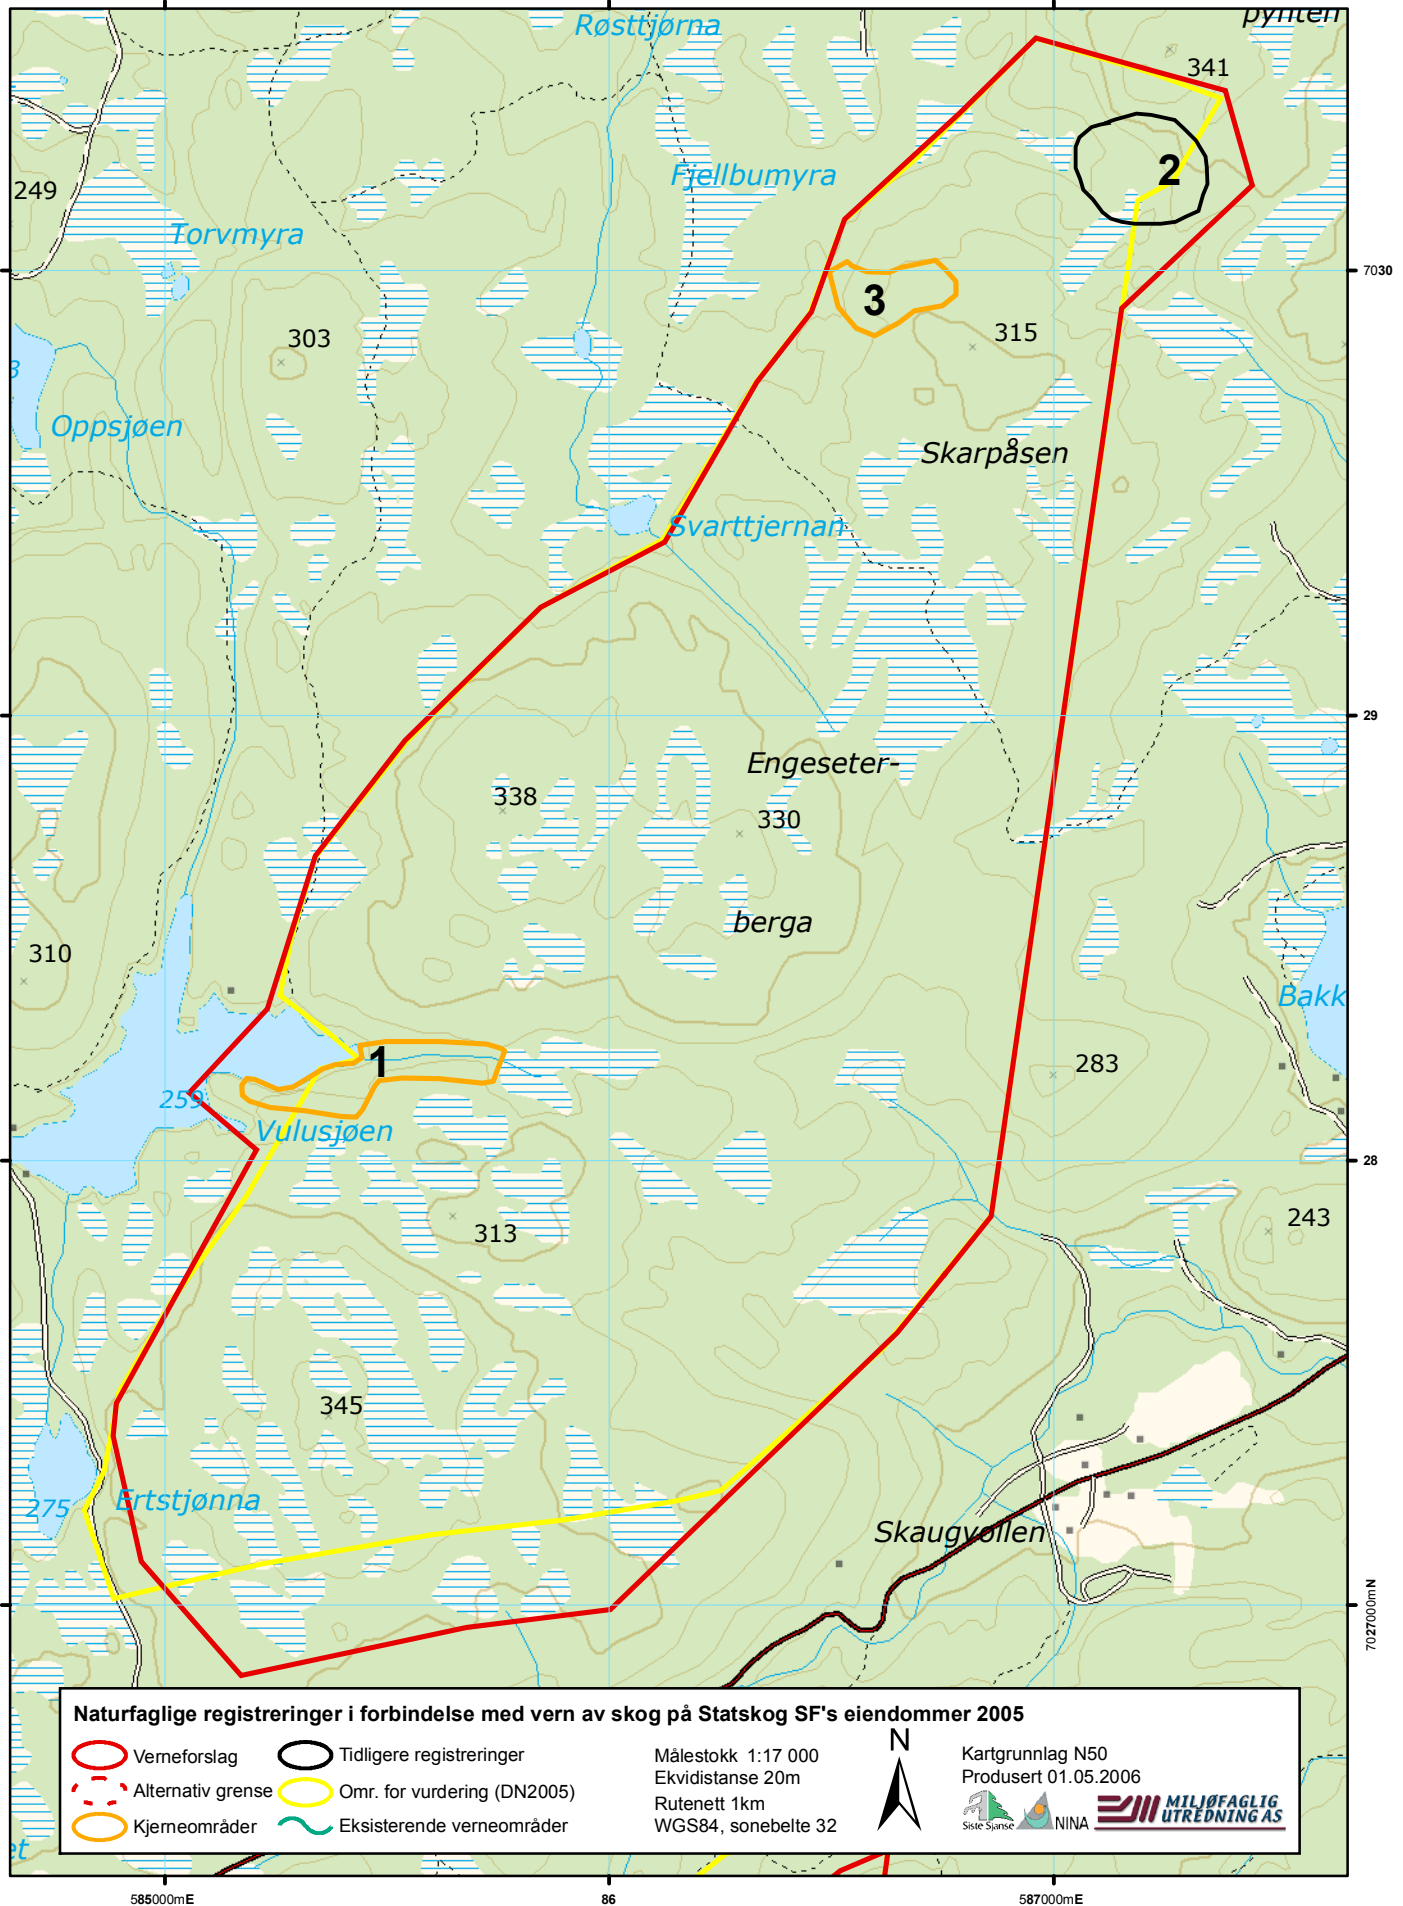 pynten
Røsttjørna
341
Fjellbumyra
2
249
Torvmyra
7030
3
315
303
3
Oppsjøen
Skarpåsen
Svarttjernan
29
Engeseter-
338
330
berga
310
Bakk
1
283
259
Vulusjøen
28
243
313
345
275
Ertstjønna
Skaugvollen
7027000mN
Naturfaglige registreringer i forbindelse med vern av skog på Statskog SF's eiendommer 2005
Verneforslag
Tidligere registreringer
Alternativ grense
Omr. for vurdering (DN2005)
Kjerneområder
Eksisterende verneområder
Målestokk 1:17 000
Ekvidistanse 20m
Rutenett 1km
WGS84, sonebelte 32
N
Kartgrunnlag N50
Produsert 01.05.2006
Siste Sjanse
NINA
MILJØFAGLIG
UTREDNING AS
et
585000mE
86
587000mE